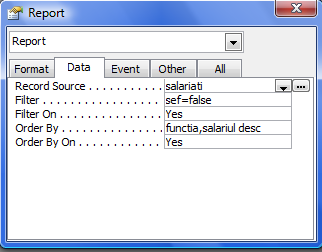 Report
Report
Format Data Event Other All
Record Source . . . . . . . . . . . salariati
Filter . . . . . . . . . . . . . . . . . sef=false
Filter On . . . . . . . . . . . . . . Yes
Order By . . . . . . . . . . . . . . functia,salariul desc
Order By On . . . . . . . . . . . . Yes